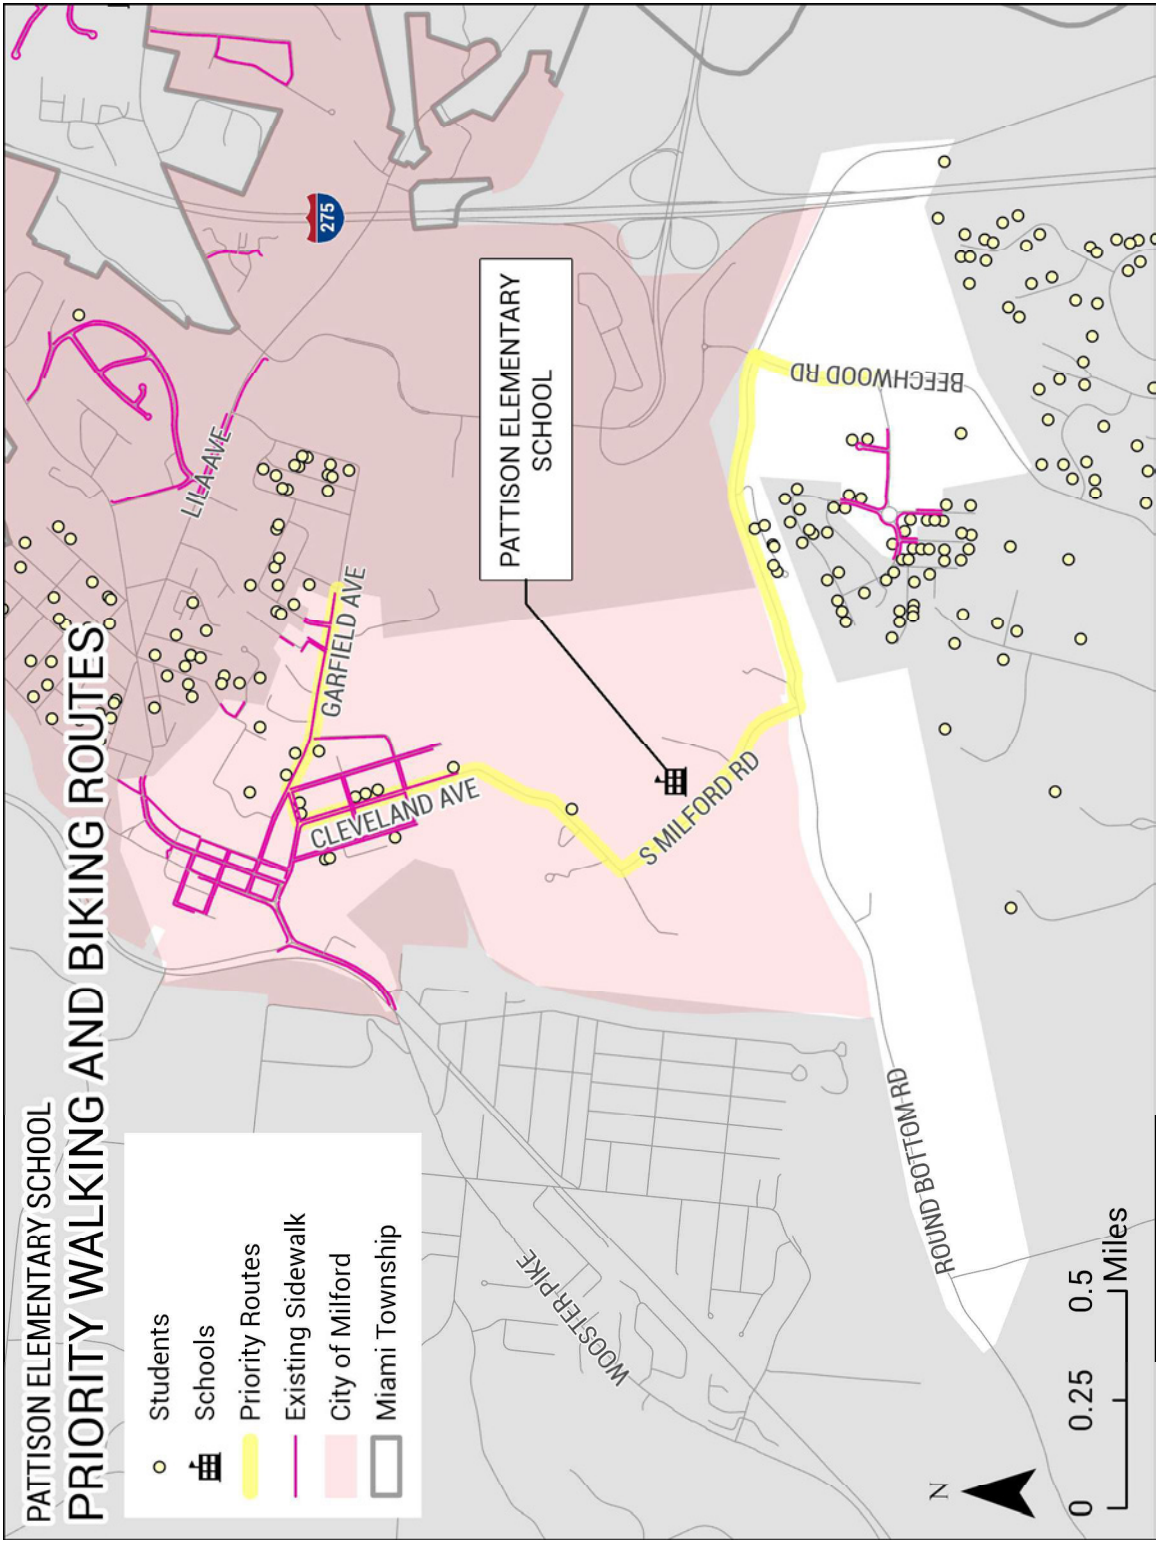 PATTISON ELEMENTARY SCHOOL
PRIORITY WALKING AND BIKING ROUTES
Students
Schools
Priority Routes
Existing Sidewalk
City of Milford
Miami Township
LILA AVE
275
GARFIELD AVE
CLEVELAND AVE
PATTISON ELEMENTARY
SCHOOL
S MILFORD RD
BEECHWOOD RD
WOOSTER PIKE
ROUND BOTTOM RD
N
0 0.25 0.5
Miles